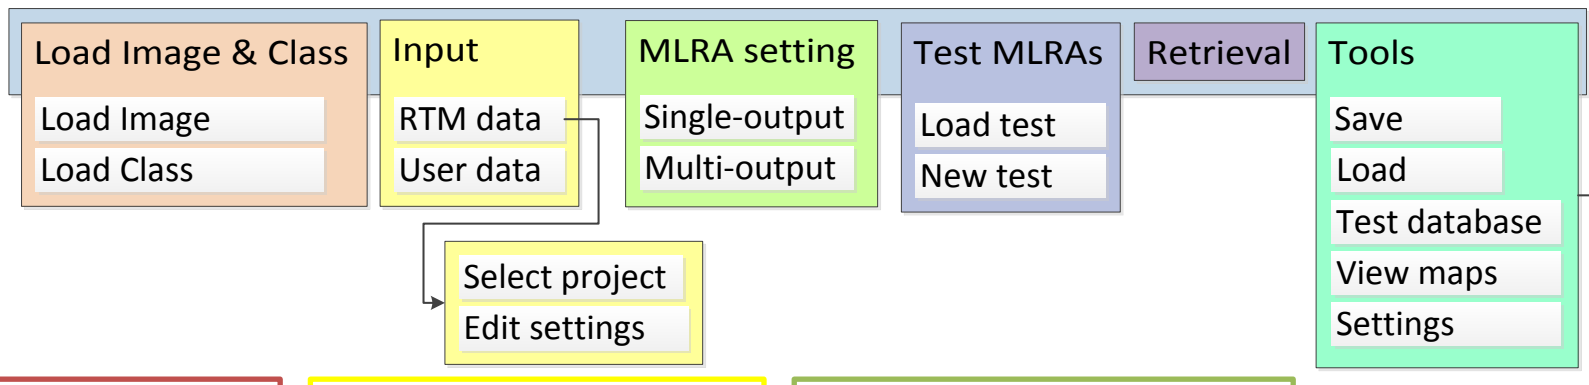 Load Image & Class
Load Image
Load Class
Input
RTM data
User data
Select project
Edit settings
MLRA setting
Single-output
Multi-output
Test MLRAs
Load test
New test
Retrieval
Tools
Save
Load
Test database
View maps
Settings